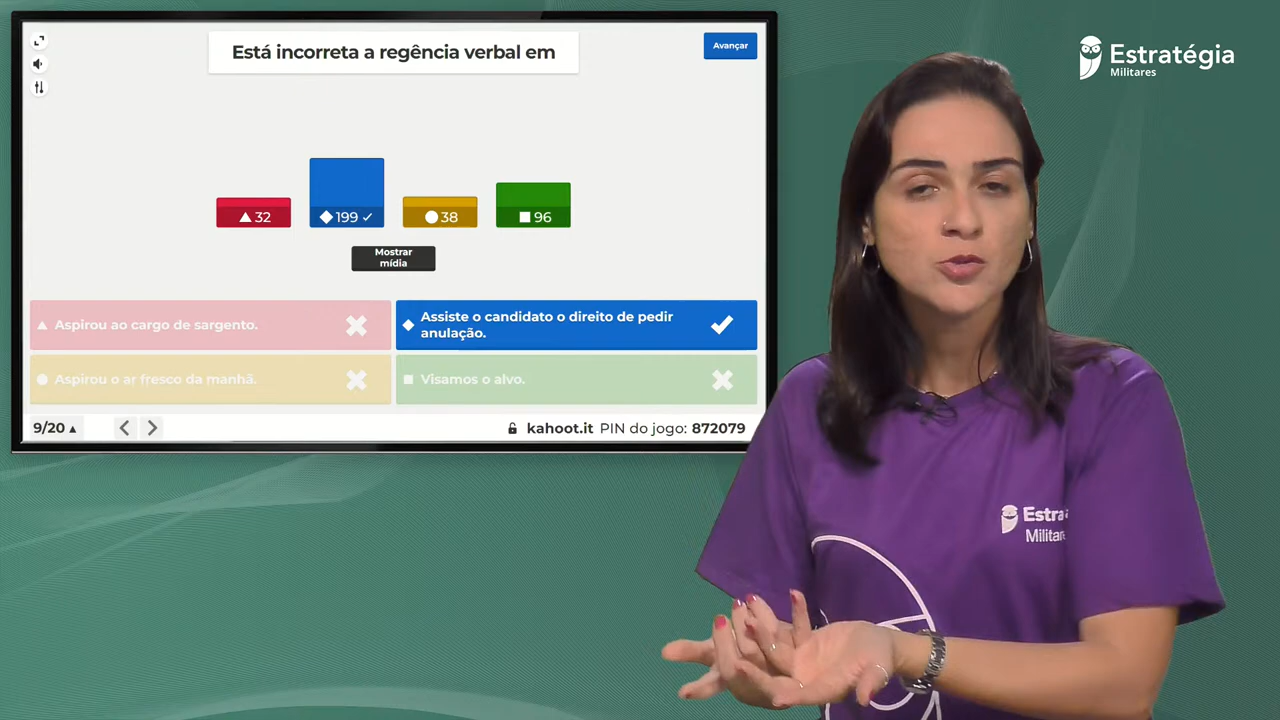 Está incorreta a regência verbal em
Avançar
Estratégia
Militares
32
199
38
96
Mostrar
mídia
Aspirou ao cargo de sargento.
Assiste o candidato o direito de pedir
anulação.
Aspirou o ar fresco da manhã.
Visamos o alvo.
9/20
kahoot.it PIN do jogo: 872079
Estra
Militar